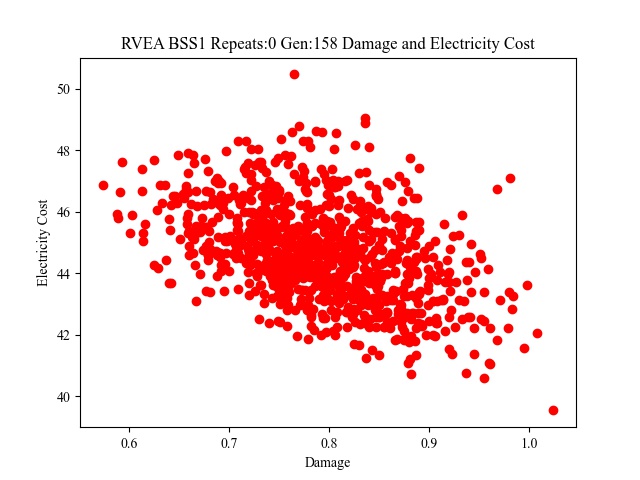 RVEA BSS1 Repeats:0 Gen:158 Damage and Electricity Cost
Electricity Cost
50
48
46
44
42
40
0.6 0.7 0.8 0.9 1.0
Damage